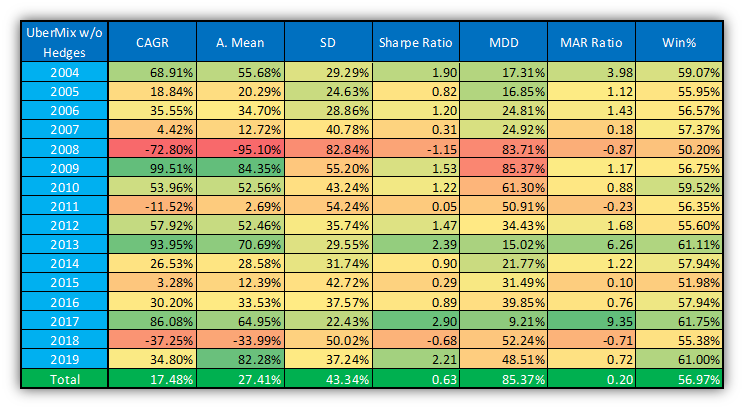 UberMix w/o Hedges CAGR A. Mean SD Sharpe Ratio MDD MAR Ratio Win%
2004 68.91% 55.68% 29.29% 1.90 17.31% 3.98 59.07%
2005 18.84% 20.29% 24.63% 0.82 16.85% 1.12 55.95%
2006 35.55% 34.70% 28.86% 1.20 24.81% 1.43 56.57%
2007 4.42% 12.72% 40.78% 0.31 24.92% 0.18 57.37%
2008 -72.80% -95.10% 82.84% -1.15 83.71% -0.87 50.20%
2009 99.51% 84.35% 55.20% 1.53 85.37% 1.17 56.75%
2010 53.96% 52.56% 43.24% 1.22 61.30% 0.88 59.52%
2011 -11.52% 2.69% 54.24% 0.05 50.91% -0.23 56.35%
2012 57.92% 52.46% 35.74% 1.47 34.43% 1.68 55.60%
2013 93.95% 70.69% 29.55% 2.39 15.02% 6.26 61.11%
2014 26.53% 28.58% 31.74% 0.90 21.77% 1.22 57.94%
2015 3.28% 12.39% 42.72% 0.29 31.49% 0.10 51.98%
2016 30.20% 33.53% 37.57% 0.89 39.85% 0.76 57.94%
2017 86.08% 64.95% 22.43% 2.90 9.21% 9.35 61.75%
2018 -37.25% -33.99% 50.02% -0.68 52.24% -0.71 55.38%
2019 34.80% 82.28% 37.24% 2.21 48.51% 0.72 61.00%
Total 17.48% 27.41% 43.34% 0.63 85.37% 0.20 56.97%